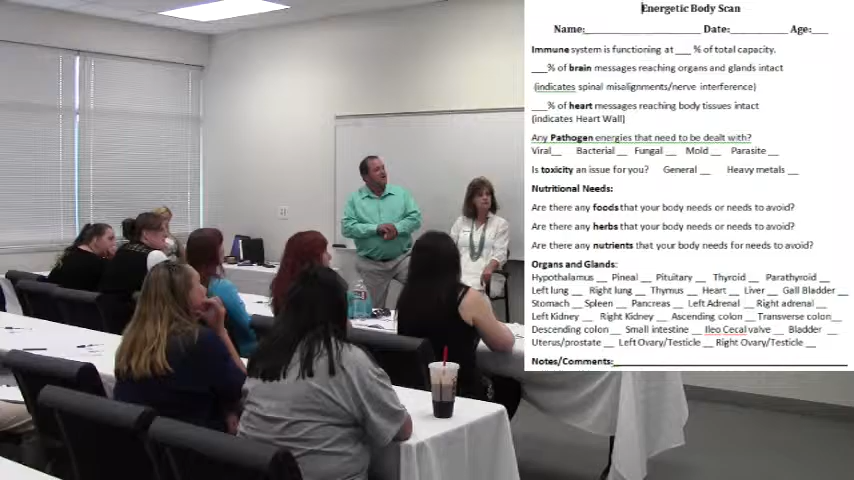 Energetic Body Scan
Name:______________________ Date:___________ Age:___
Immune system is functioning at ___ % of total capacity.
___% of brain messages reaching organs and glands intact
(indicates spinal misalignments/nerve interference)
___% of heart messages reaching body tissues intact
(indicates Heart Wall)
Any Pathogen energies that need to be dealt with?
Viral__ Bacterial __ Fungal __ Mold __ Parasite __
Is toxicity an issue for you? General __ Heavy metals __
Nutritional Needs:
Are there any foods that your body needs or needs to avoid?
Are there any herbs that your body needs or needs to avoid?
Are there any nutrients that your body needs for needs to avoid?
Organs and Glands:
Hypothalamus __ Pineal __ Pituitary __ Thyroid __ Parathyroid __
Left lung __ Right lung __ Thymus __ Heart __ Liver __ Gall Bladder __
Stomach __ Spleen __ Pancreas __ Left Adrenal __ Right adrenal __
Left Kidney __ Right Kidney __ Ascending colon __ Transverse colon__
Descending colon __ Small intestine __ Ileo Cecal valve __ Bladder __
Uterus/prostate __ Left Ovary/Testicle __ Right Ovary/Testicle __
Notes/Comments:______________________________